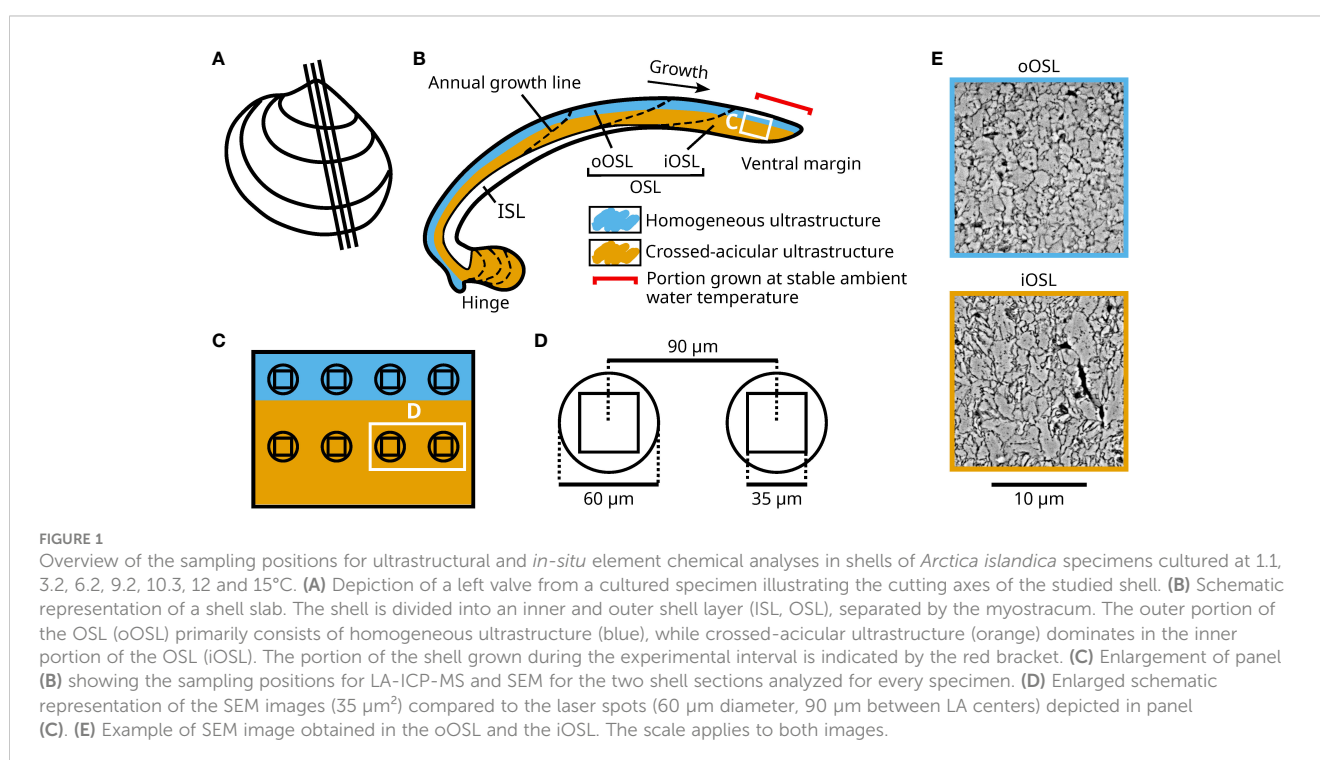 A
B
Growth
Annual growth line
C
oOSL
iOSL
OSL
ISL
Ventral margin
Hinge
Homogeneous ultrastructure
Crossed-acicular ultrastructure
Portion grown at stable ambient
water temperature
E
oOSL
iOSL
10 µm
C
D
D
90 µm
60 µm
35 µm
FIGURE 1
Overview of the sampling positions for ultrastructural and in-situ element chemical analyses in shells of Arctica islandica specimens cultured at 1.1,
3.2, 6.2, 9.2, 10.3, 12 and 15°C. (A) Depiction of a left valve from a cultured specimen illustrating the cutting axes of the studied shell. (B) Schematic
representation of a shell slab. The shell is divided into an inner and outer shell layer (ISL, OSL), separated by the myostracum. The outer portion of
the OSL (oOSL) primarily consists of homogeneous ultrastructure (blue), while crossed-acicular ultrastructure (orange) dominates in the inner
portion of the OSL (iOSL). The portion of the shell grown during the experimental interval is indicated by the red bracket. (C) Enlargement of panel
(B) showing the sampling positions for LA-ICP-MS and SEM for the two shell sections analyzed for every specimen. (D) Enlarged schematic
representation of the SEM images (35 µm²) compared to the laser spots (60 µm diameter, 90 µm between LA centers) depicted in panel
(C). (E) Example of SEM image obtained in the oOSL and the iOSL. The scale applies to both images.